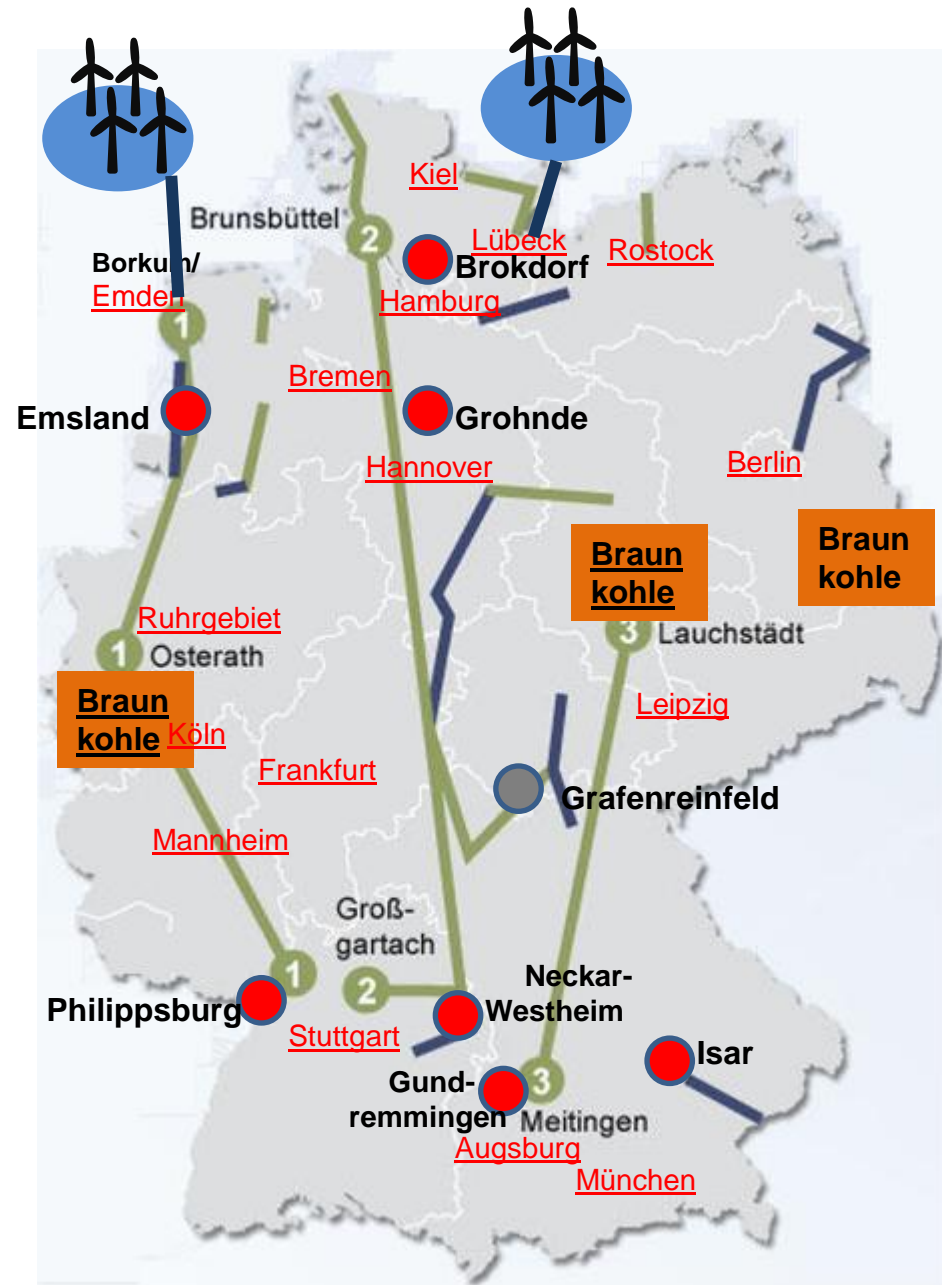 Kiel
Brunsbüttel
2
Lübeck
Rostock
Borkum/
Emden
Brokdorf
Hamburg
1
Bremen
Emsland
Grohnde
Hannover
Berlin
Braun
kohle
Braun
kohle
Ruhrgebiet
1
Osterath
3
Lauchstädt
Braun
kohle
Köln
Leipzig
Frankfurt
Grafenreinfeld
Mannheim
Groß-
gartach
1
2
Neckar-
Westheim
Philippsburg
Stuttgart
Isar
Gund-
remmingen
3
Meitingen
Augsburg
München